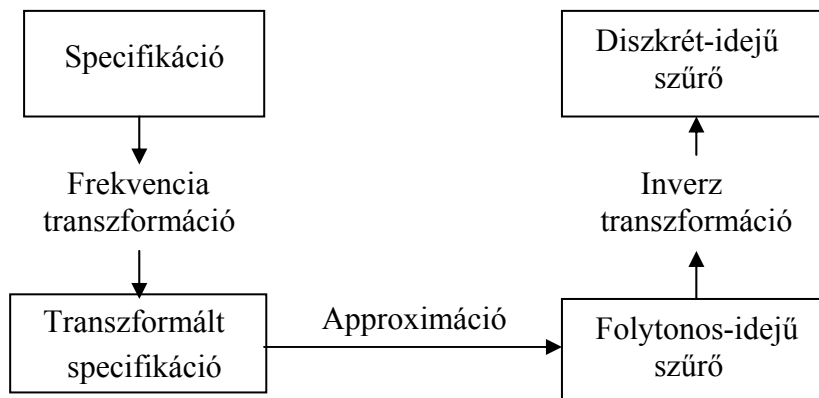 Specifikáció
Frekvencia
transzformáció
Transzformált
specifikáció
Approximáció
Folytonos-idejű
szűrő
Inverz
transzformáció
Diszkrét-idejű
szűrő